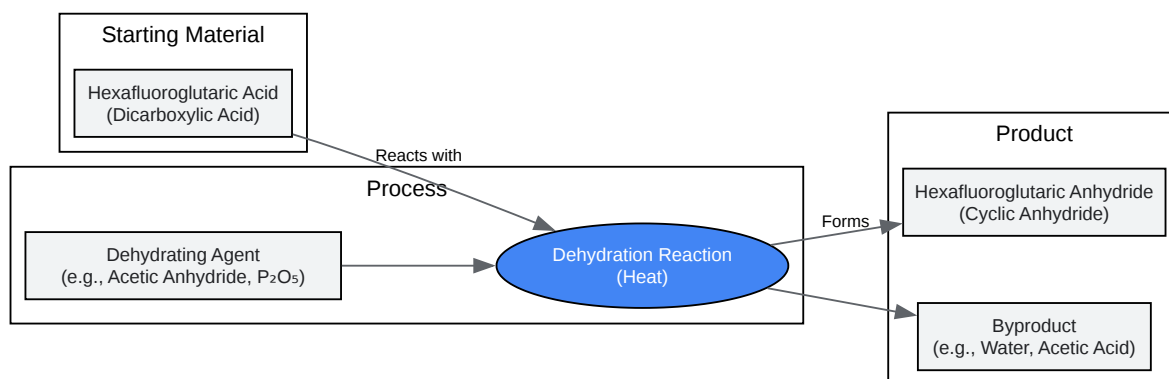 Starting Material
Hexafluoroglutaric Acid
(Dicarboxylic Acid)
Reacts with
Process
Dehydrating Agent
(e.g., Acetic Anhydride, P₂O₅)
Dehydration Reaction
(Heat)
Forms
Product
Hexafluoroglutaric Anhydride
(Cyclic Anhydride)
Byproduct
(e.g., Water, Acetic Acid)